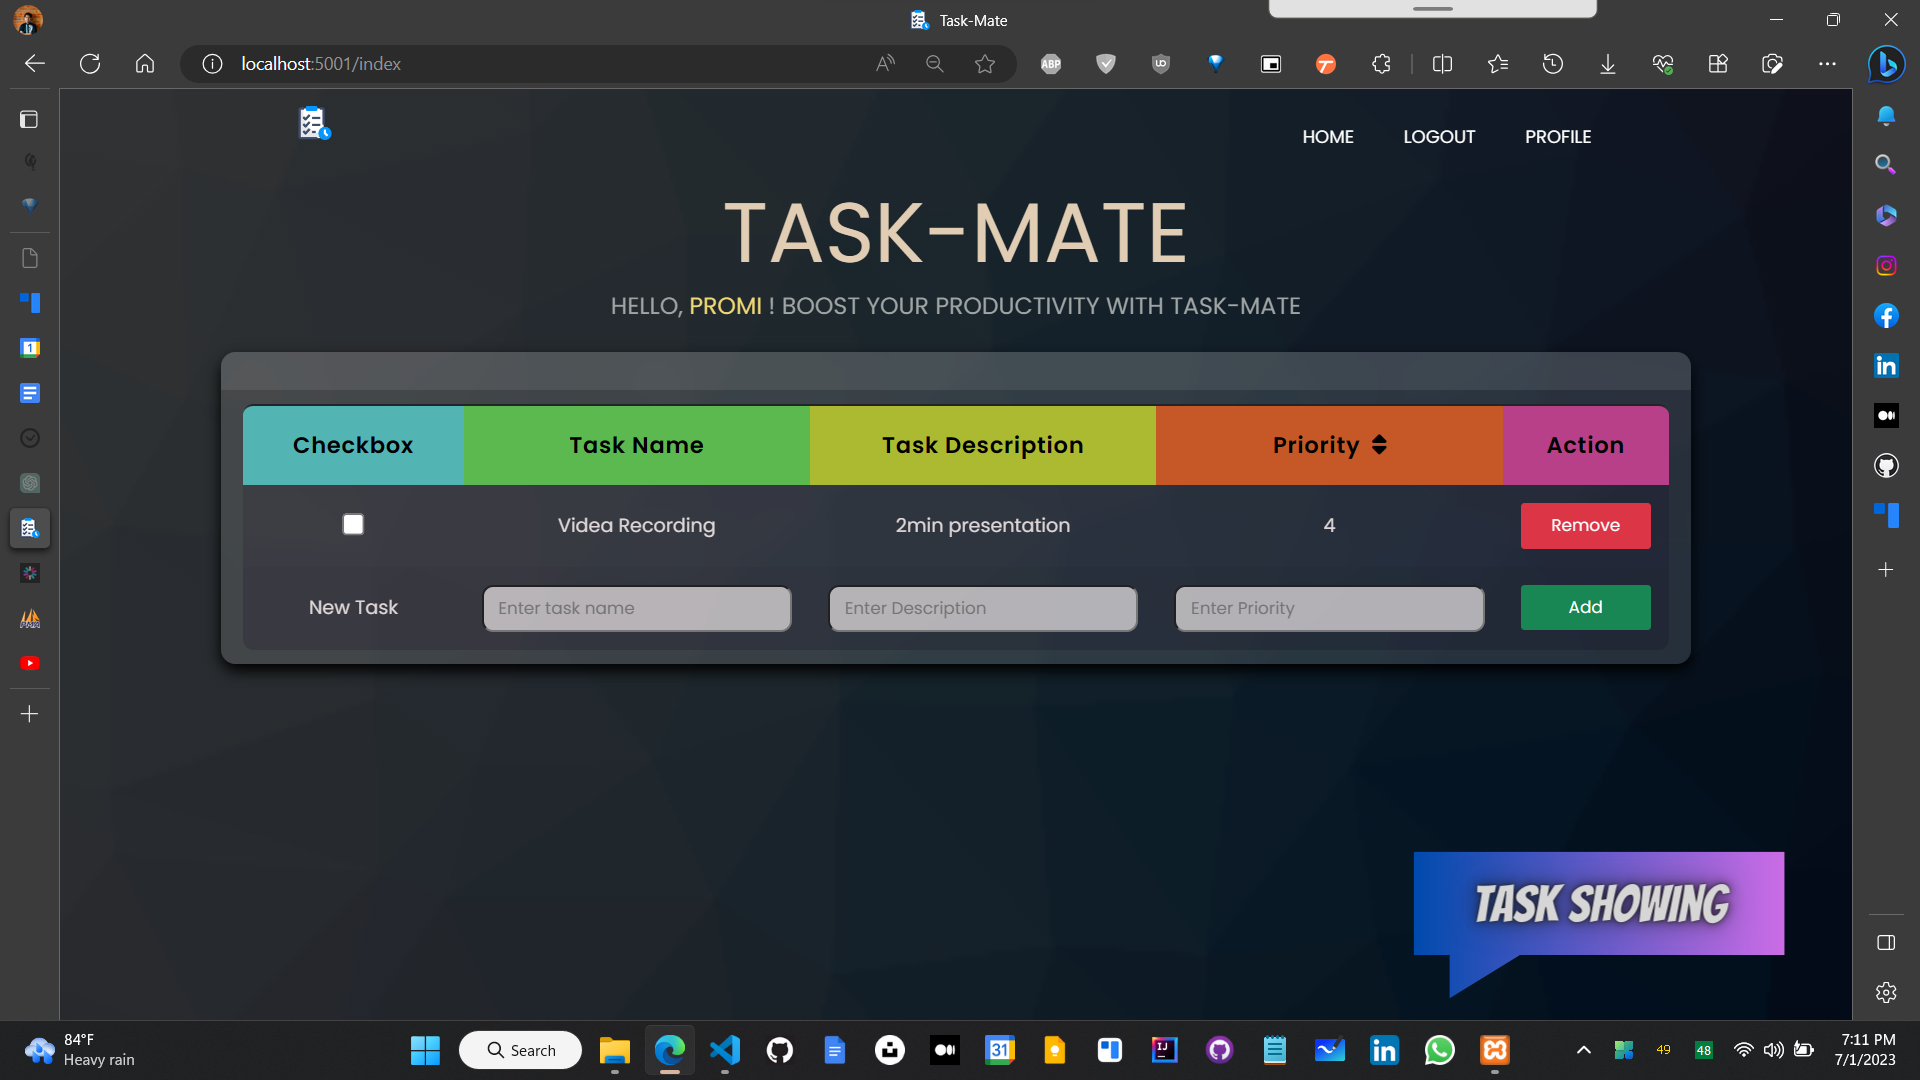 Task-Mate
localhost:5001/index
ABP
HOME
LOGOUT
PROFILE
TASK-MATE
HELLO, PROMI ! BOOST YOUR PRODUCTIVITY WITH TASK-MATE
Checkbox
Task Name
Task Description
Priority
Action
Videa Recording
2min presentation
4
Remove
New Task
Enter task name
Enter Description
Enter Priority
Add
TASK SHOWING
84°F
Heavy rain
Search
31
49
48
7:11 PM
7/1/2023